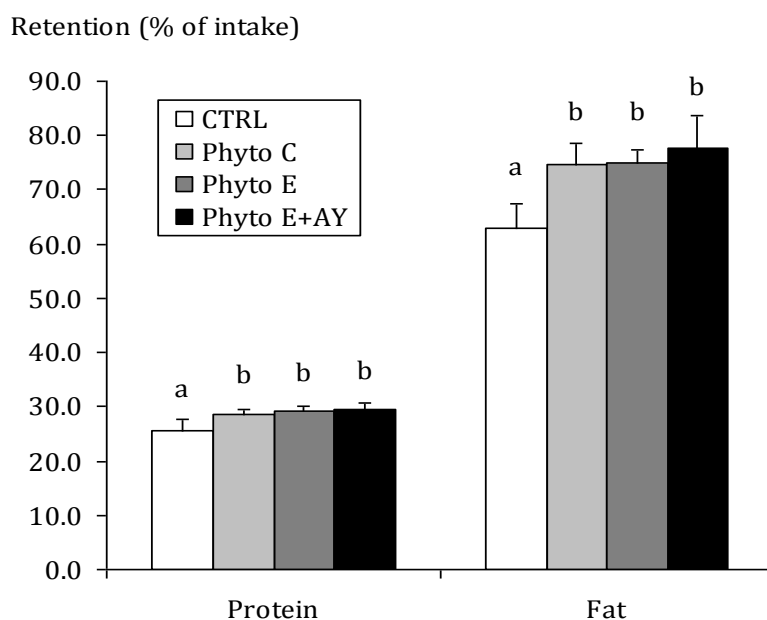 Retention (% of intake)
90.0
80.0
70.0
60.0
50.0
40.0
30.0
20.0
10.0
0.0
CTRL
Phyto C
Phyto E
Phyto E+AY
a
b
b
b
a
b
b
b
Protein
Fat